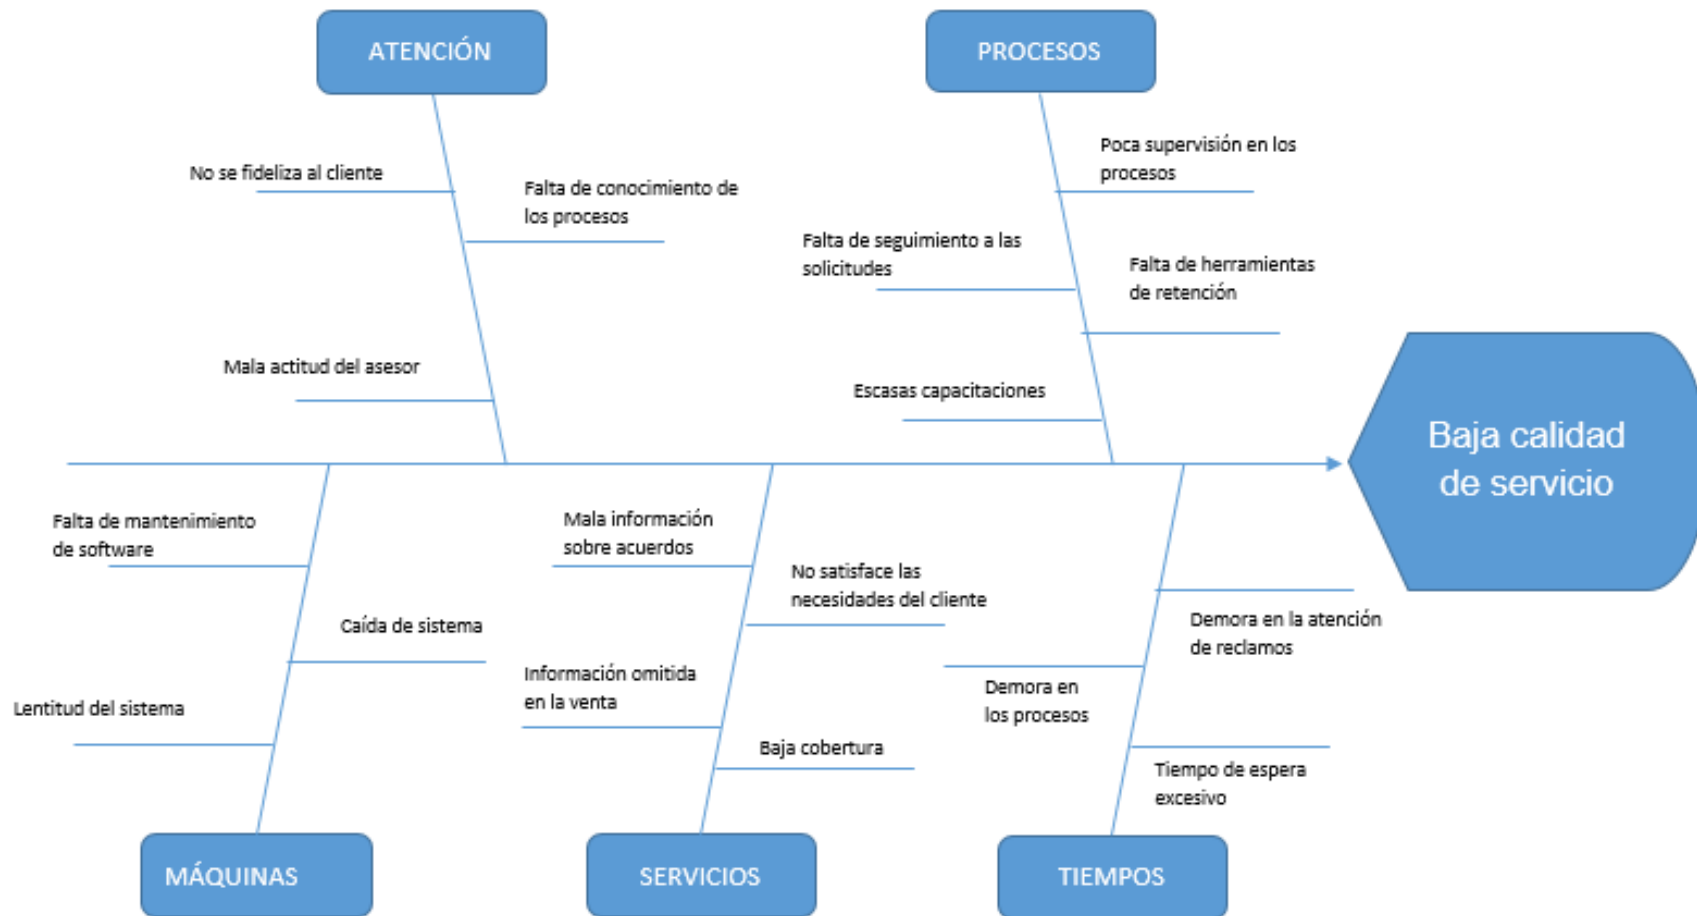 ATENCIÓN
PROCESOS
No se fideliza al cliente
Falta de conocimiento de
los procesos
Mala actitud del asesor
Poca supervisión en los
procesos
Falta de seguimiento a las
solicitudes
Falta de herramientas
de retención
Escasas capacitaciones
Baja calidad
de servicio
Falta de mantenimiento
de software
Caída de sistema
Lentitud del sistema
Mala información
sobre acuerdos
No satisface las
necesidades del cliente
Información omitida
en la venta
Baja cobertura
Demora en la atención
de reclamos
Demora en
los procesos
Tiempo de espera
excesivo
MÁQUINAS
SERVICIOS
TIEMPOS